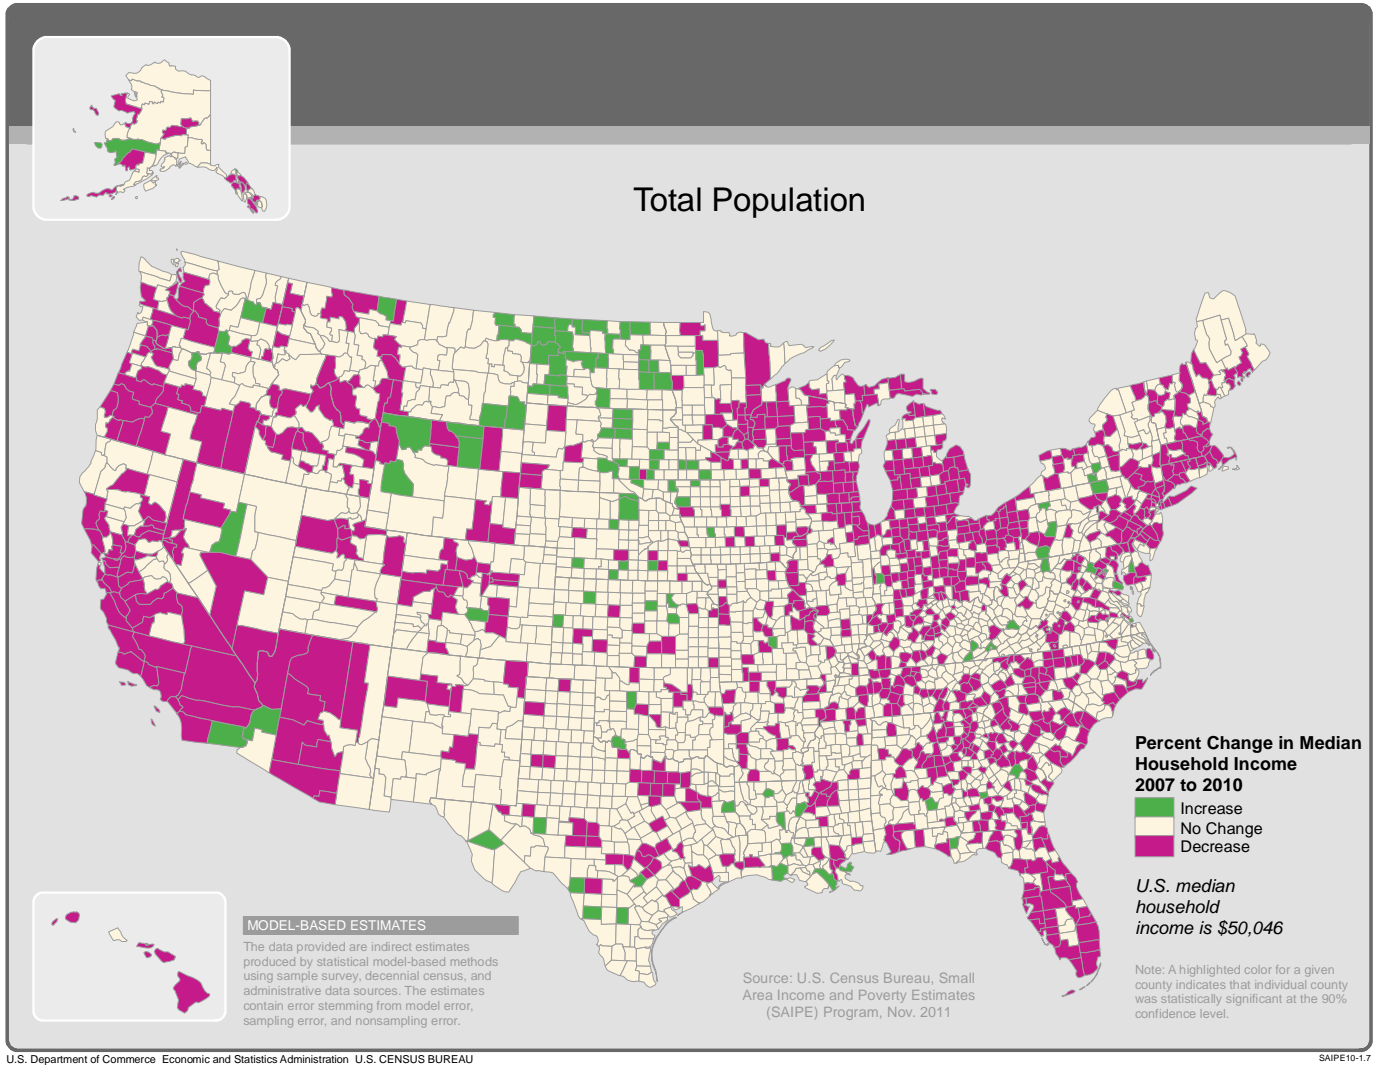 Total Population
Percent Change in Median
Household Income
2007 to 2010
Increase
No Change
Decrease
U.S. median
household
income is $50,046
MODEL-BASED ESTIMATES
The data provided are indirect estimates
produced by statistical model-based methods
using sample survey, decennial census, and
administrative data sources. The estimates
contain error stemming from model error,
sampling error, and nonsampling error.
Source: U.S. Census Bureau, Small
Area Income and Poverty Estimates
(SAIPE) Program, Nov. 2011
Note: A highlighted color for a given
county indicates that individual county
was statistically significant at the 90%
confidence level.
U.S. Department of Commerce Economic and Statistics Administration U.S. CENSUS BUREAU
SAIPE10-1.7